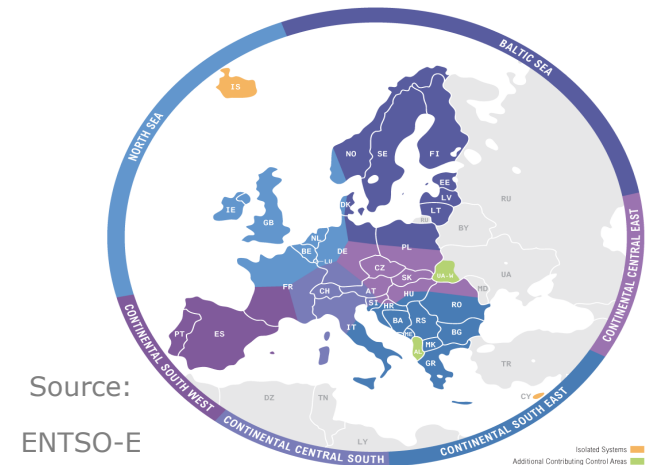 BALTIC SEA
NORTH SEA
CONTINENTAL CENTRAL EAST
CONTINENTAL SOUTH EAST
CONTINENTAL CENTRAL SOUTH
CONTINENTAL SOUTH WEST
IS
NO
SE
FI
EE
LV
LT
RU
RU
DK
IE
GB
NL
BE
LU
DE
PL
BY
UA
UA-W
MD
CZ
SK
FR
CH
AT
HU
SI
HR
RO
IT
BA
RS
BG
ME
MK
AL
GR
PT
ES
TR
CY
DZ
TN
LY
Source:
ENTSO-E
Isolated Systems
Additional Contributing Control Areas